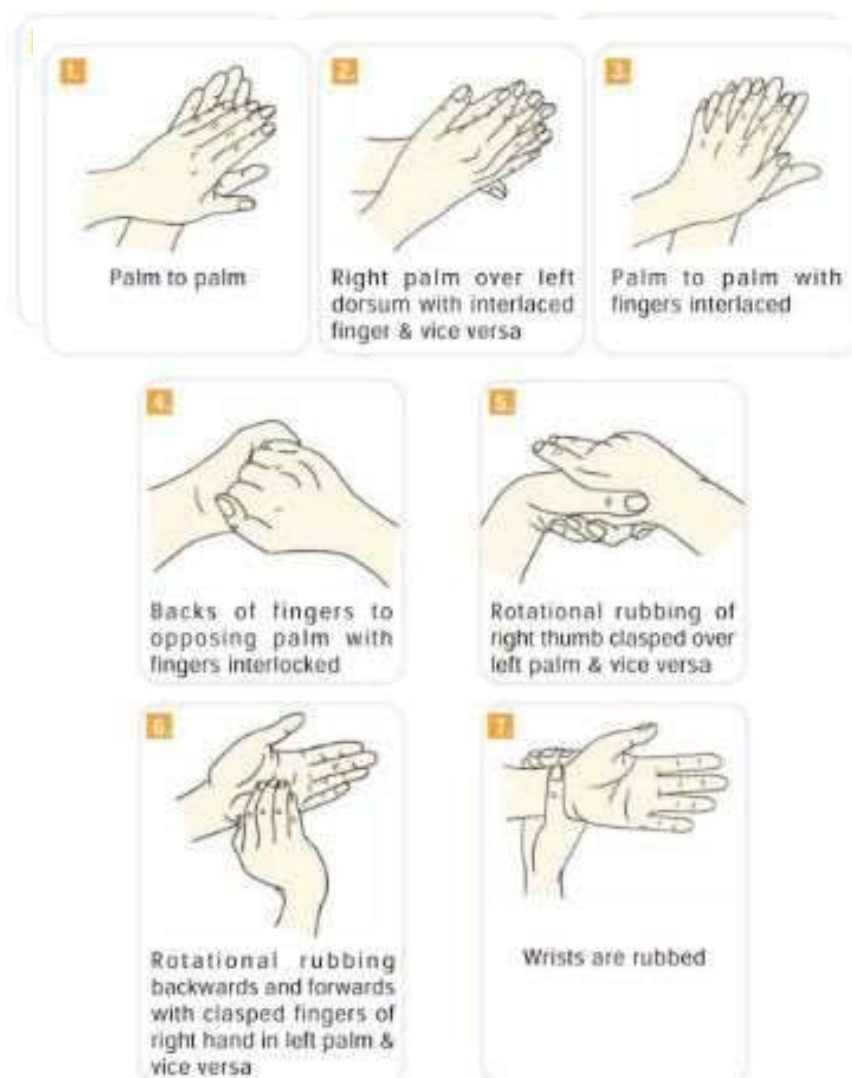 1.
Palm to palm
2.
Right palm over left
dorsum with interlaced
finger & vice versa
3.
Palm to palm with
fingers interlaced
4.
Backs of fingers to
opposing palm with
fingers interlocked
5.
Rotational rubbing of
right thumb clasped over
left palm & vice versa
6.
Rotational rubbing
backwards and forwards
with clasped fingers of
right hand in left palm &
vice versa
7.
Wrists are rubbed